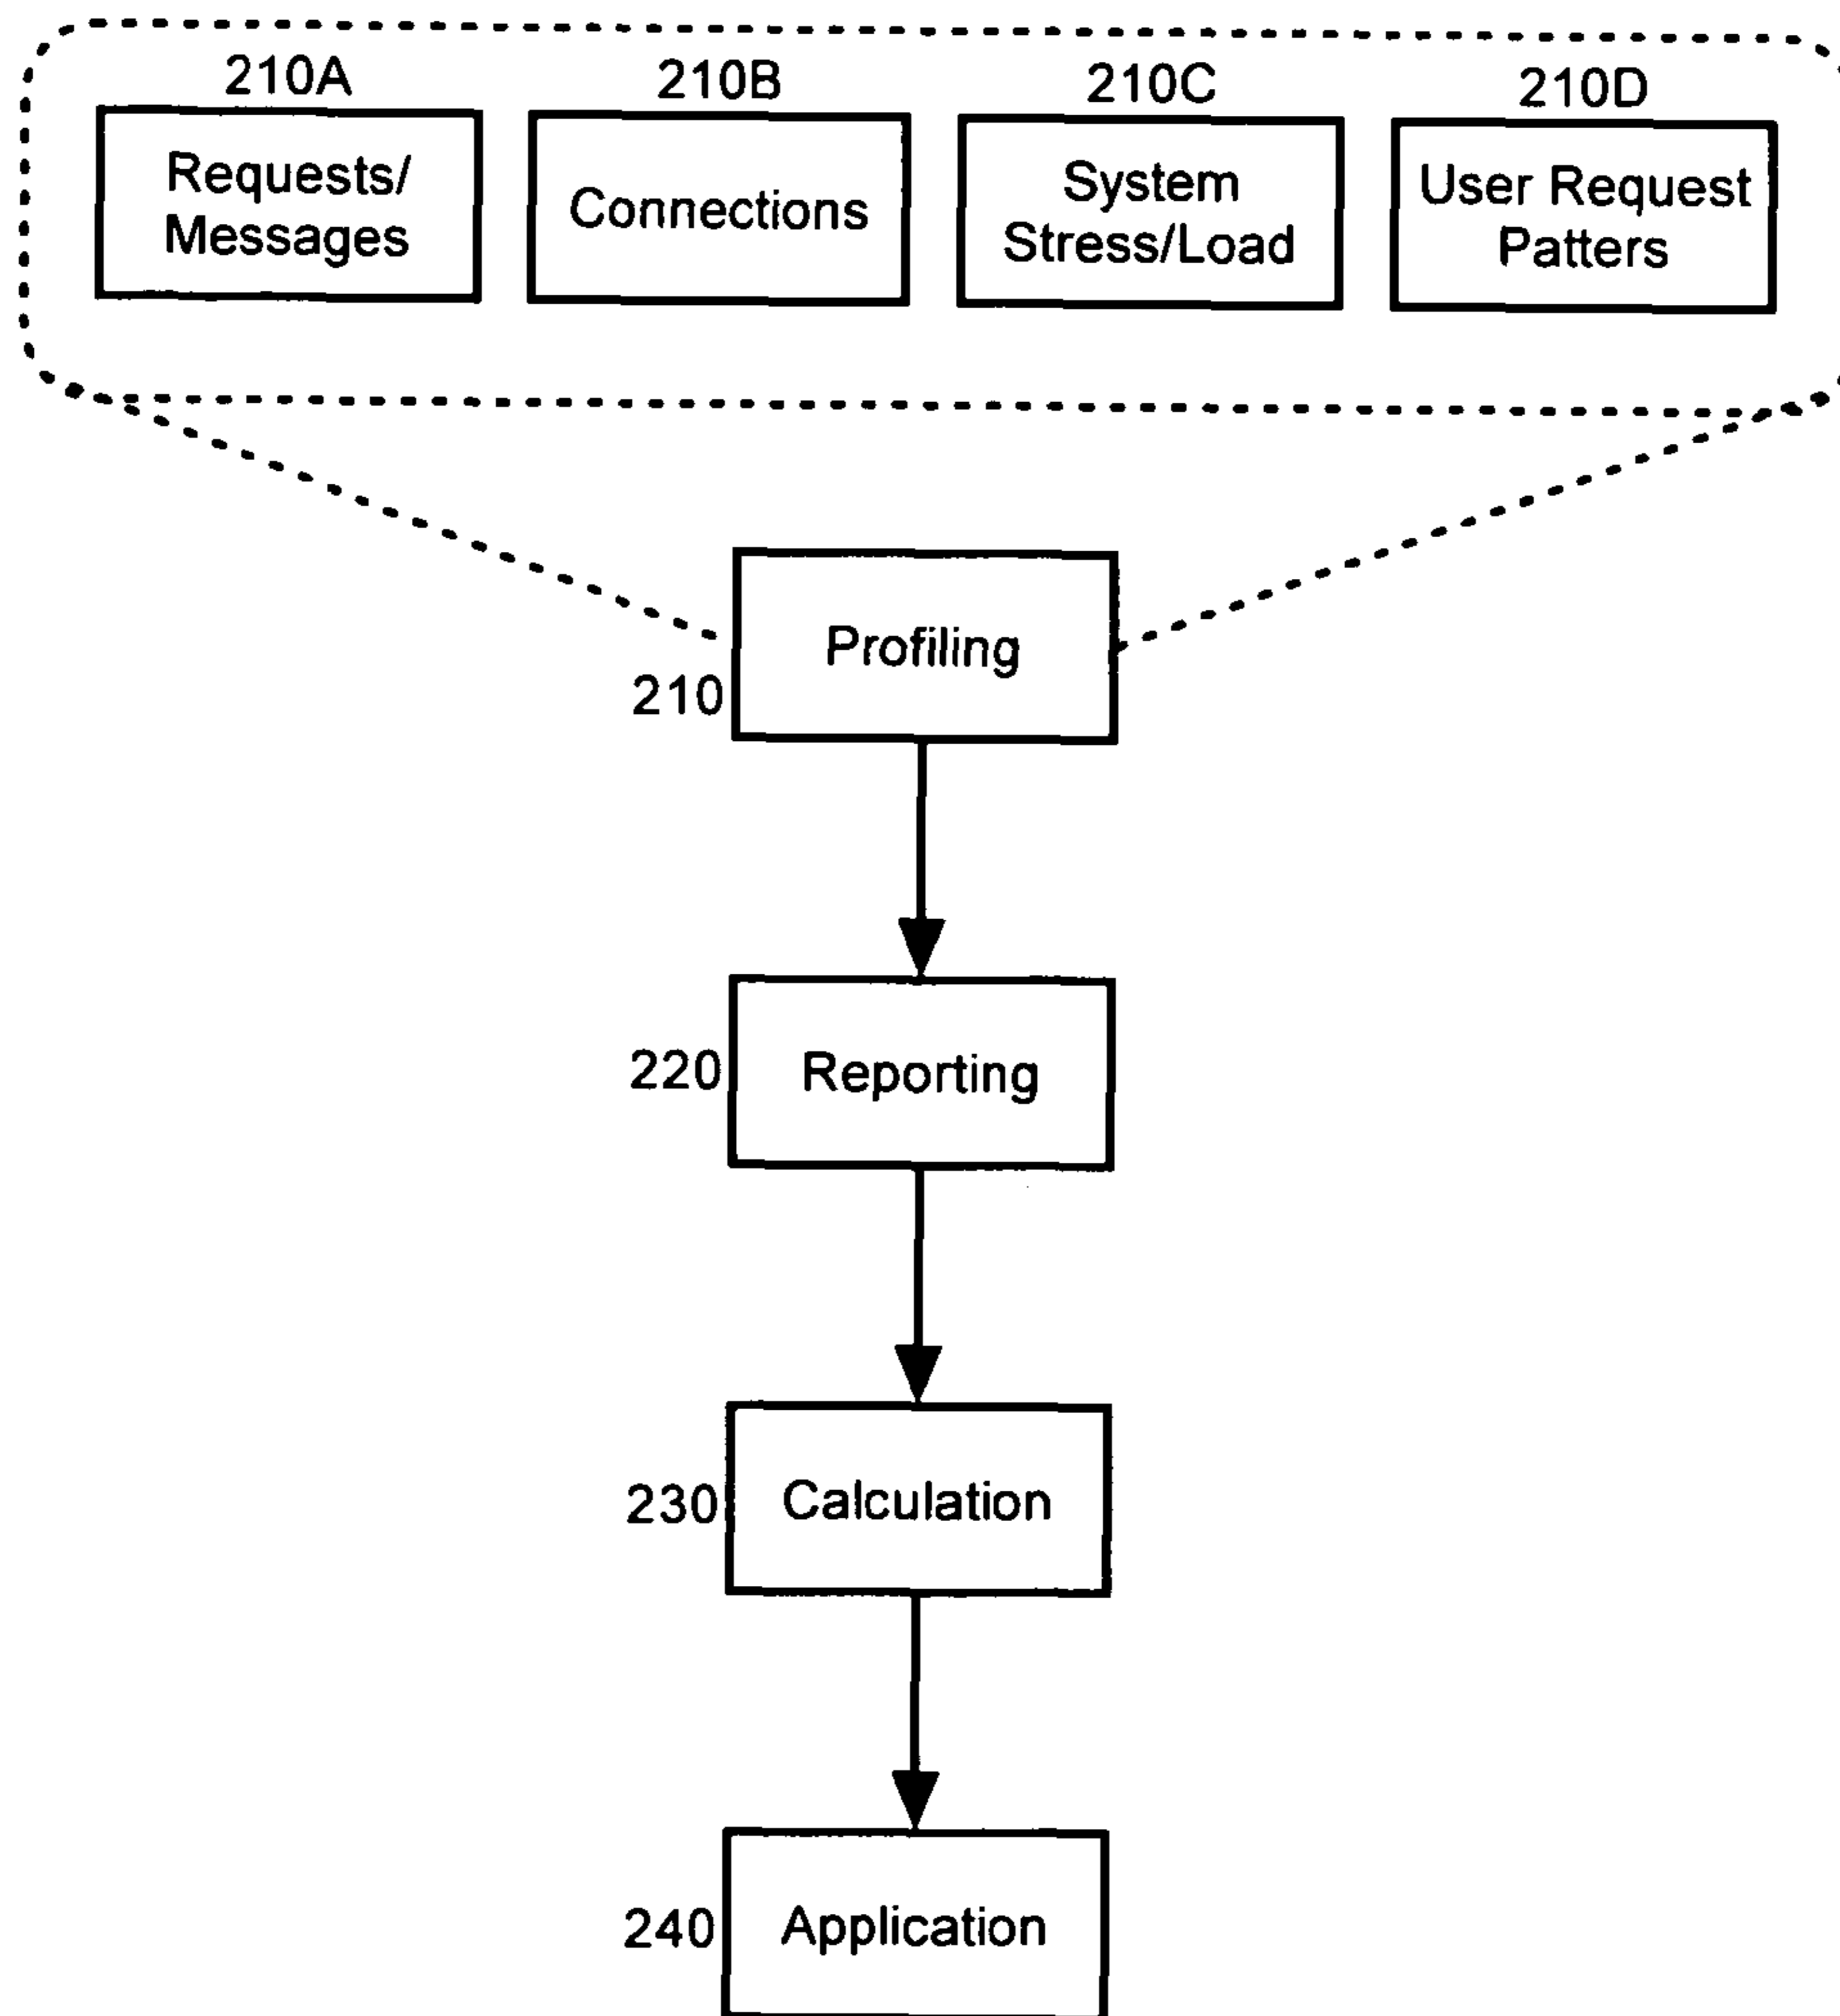 210A
210B
210C
210D
Requests/
Messages
Connections
System
Stress/Load
User Request
Patters
Profiling
210
220
Reporting
230
Calculation
240
Application